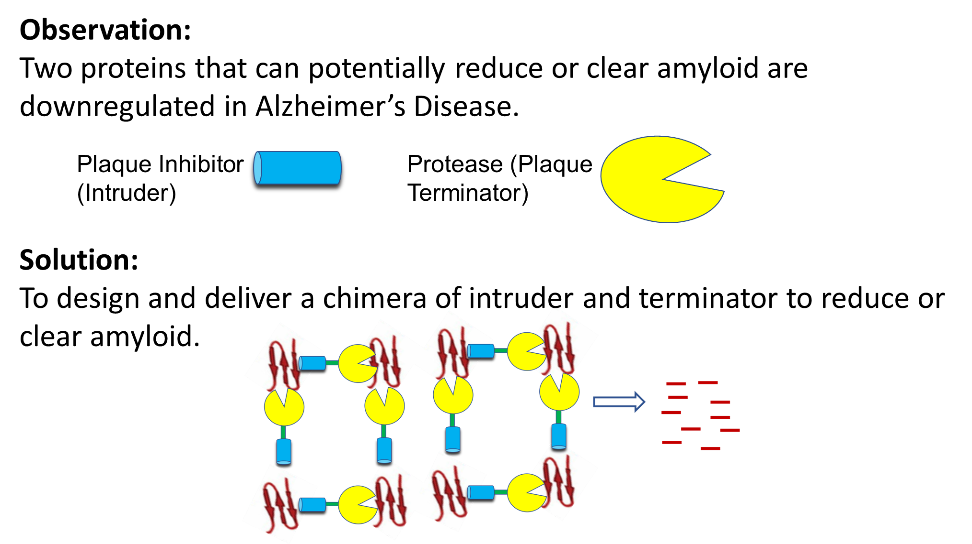 Observation:
Two proteins that can potentially reduce or clear amyloid are
downregulated in Alzheimer’s Disease.
Plaque Inhibitor
(Intruder)
Protease (Plaque
Terminator)
Solution:
To design and deliver a chimera of intruder and terminator to reduce or
clear amyloid.